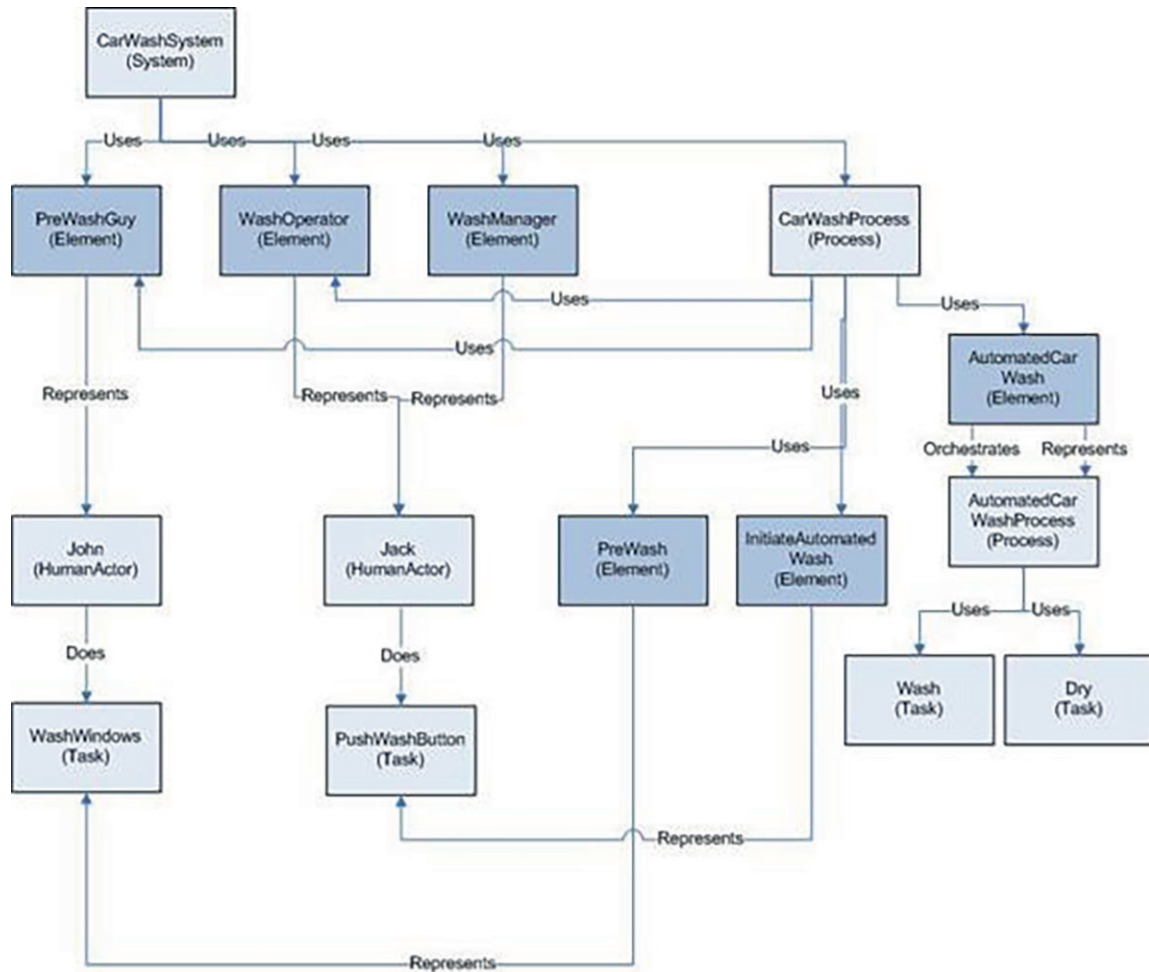 CarWashSystem
(System)
Uses
Uses
Uses
Uses
PreWashGuy
(Element)
WashOperator
(Element)
WashManager
(Element)
CarWashProcess
(Process)
Uses
Uses
Uses
AutomatedCar
Wash
(Element)
Represents
Represents
Represents
Uses
Uses
Orchestrates
Represents
AutomatedCar
WashProcess
(Process)
John
(HumanActor)
Jack
(HumanActor)
PreWash
(Element)
InitiateAutomated
Wash
(Element)
Uses
Uses
Does
Does
Wash
(Task)
Dry
(Task)
WashWindows
(Task)
PushWashButton
(Task)
Represents
Represents